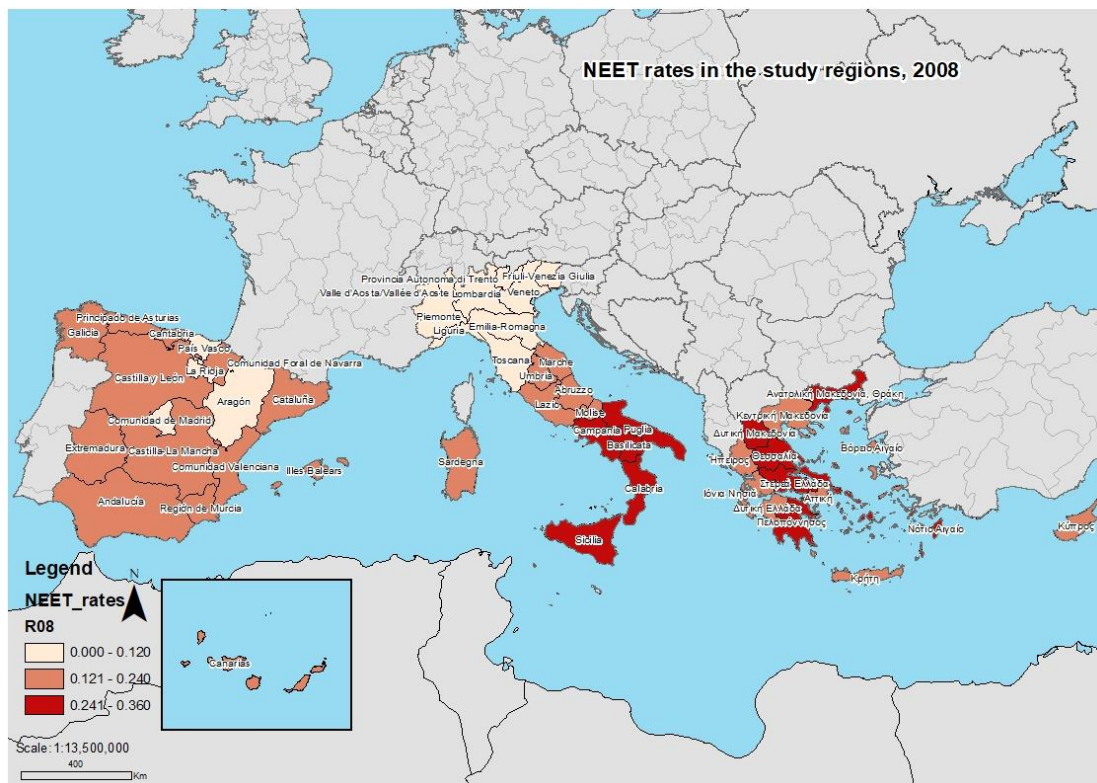 NEET rates in the study regions, 2008
Provincia Autonoma di Trento
Friuli-Venezia Giulia
Valle d'Aosta/Vallée d'Aoste
Lombardia
Veneto
Piemonte
Emilia-Romagna
Liguria
Principado de Asturias
Galicia
Cantabria
País Vasco
Comunidad Foral de Navarra
La Rioja
Castilla y León
Aragón
Cataluña
Toscana
Marche
Umbria
Abruzzo
Lazio
Molise
Campania
Puglia
Basilicata
Ανατολική Μακεδονία, Θράκη
Κεντρική Μακεδονία
Δυτική Μακεδονία
Comunidad de Madrid
Extremadura
Castilla-La Mancha
Comunidad Valenciana
Illes Balears
Sardegna
Ήπειρος
Θεσσαλία
Βόρειο Αιγαίο
Andalucía
Región de Murcia
Calabria
Ιόνια Νησιά
Στερεά Ελλάδα
Αττική
Δυτική Ελλάδα
Πελοπόννησος
Νότιο Αιγαίο
Κύπρος
Sicilia
Κρήτη
Legend
N
NEET_rates
R08
0.000 - 0.120
0.121 - 0.240
0.241 - 0.360
Canarias
Scale: 1:13,500,000
400
Km